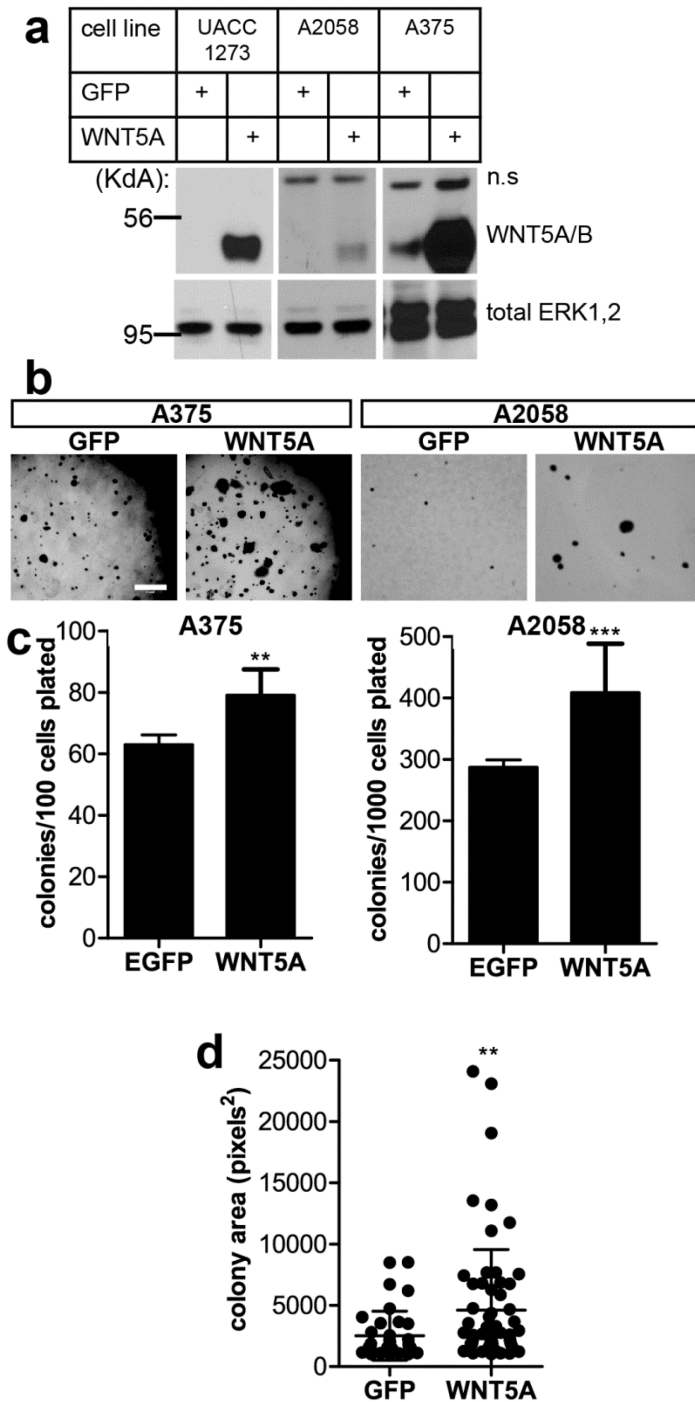 a
cell line UACC 1273 A2058 A375
GFP + + +
WNT5A + + +
(KdA): n.s
56
WNT5A/B
total ERK1,2
95
b
A375 A2058
GFP WNT5A GFP WNT5A
c
A375
colonies/100 cells plated
100
80
60
40
20
0
**
EGFP WNT5A
A2058
colonies/1000 cells plated
500
400
300
200
100
0
***
EGFP WNT5A
d
colony area (pixels²)
25000
20000
15000
10000
5000
0
**
GFP WNT5A